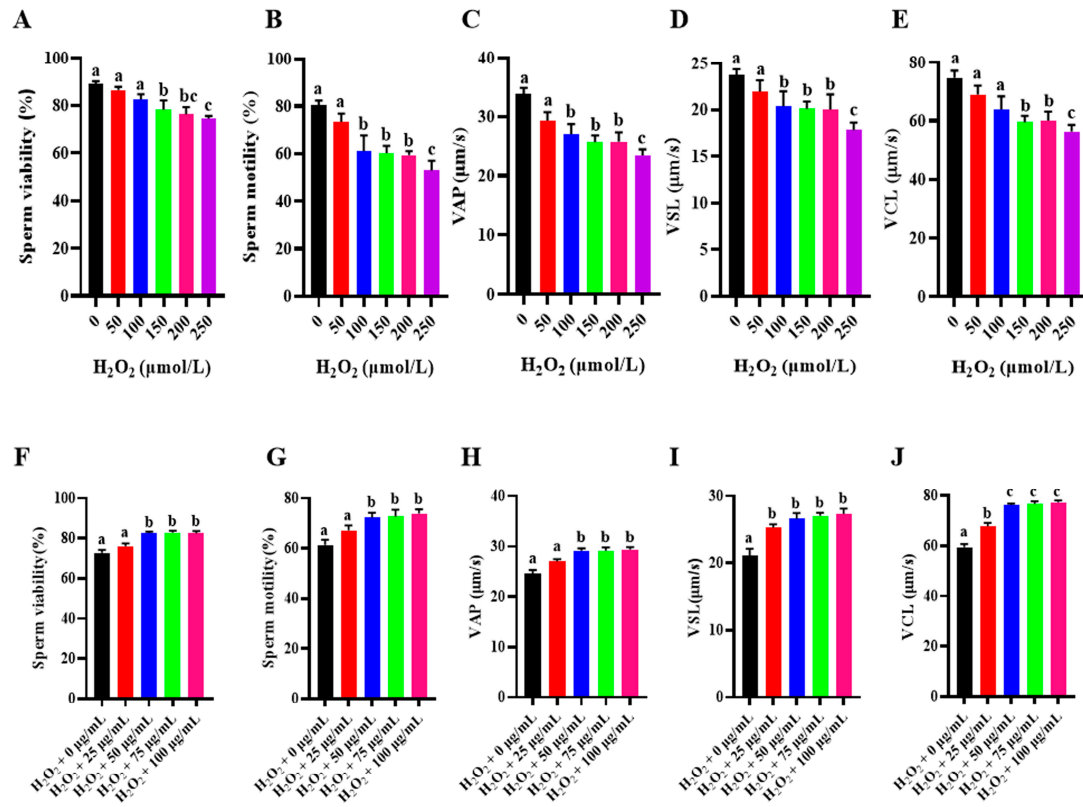 A
Sperm viability (%)
100
80
60
40
20
0
a a a b bc c
0 50 100 150 200 250
H₂O₂ (μmol/L)
B
Sperm motility (%)
100
80
60
40
20
0
a a b b b c
0 50 100 150 200 250
H₂O₂ (μmol/L)
C
VAP (μm/s)
40
30
20
10
0
a a b b b c
0 50 100 150 200 250
H₂O₂ (μmol/L)
D
VSL (μm/s)
25
20
15
10
5
0
a a b b b c
0 50 100 150 200 250
H₂O₂ (μmol/L)
E
VCL (μm/s)
80
60
40
20
0
a a a b b c
0 50 100 150 200 250
H₂O₂ (μmol/L)
F
Sperm viability (%)
100
80
60
40
20
0
a a b b b
H₂O₂ + 0 μg/mL
H₂O₂ + 25 μg/mL
H₂O₂ + 50 μg/mL
H₂O₂ + 75 μg/mL
H₂O₂ + 100 μg/mL
G
Sperm motility (%)
80
60
40
20
0
a a b b b
H₂O₂ + 0 μg/mL
H₂O₂ + 25 μg/mL
H₂O₂ + 50 μg/mL
H₂O₂ + 75 μg/mL
H₂O₂ + 100 μg/mL
H
VAP (μm/s)
40
30
20
10
0
a a b b b
H₂O₂ + 0 μg/mL
H₂O₂ + 25 μg/mL
H₂O₂ + 50 μg/mL
H₂O₂ + 75 μg/mL
H₂O₂ + 100 μg/mL
I
VSL(μm/s)
30
20
10
0
a b b b b
H₂O₂ + 0 μg/mL
H₂O₂ + 25 μg/mL
H₂O₂ + 50 μg/mL
H₂O₂ + 75 μg/mL
H₂O₂ + 100 μg/mL
J
VCL (μm/s)
80
60
40
20
0
a b c c c
H₂O₂ + 0 μg/mL
H₂O₂ + 25 μg/mL
H₂O₂ + 50 μg/mL
H₂O₂ + 75 μg/mL
H₂O₂ + 100 μg/mL